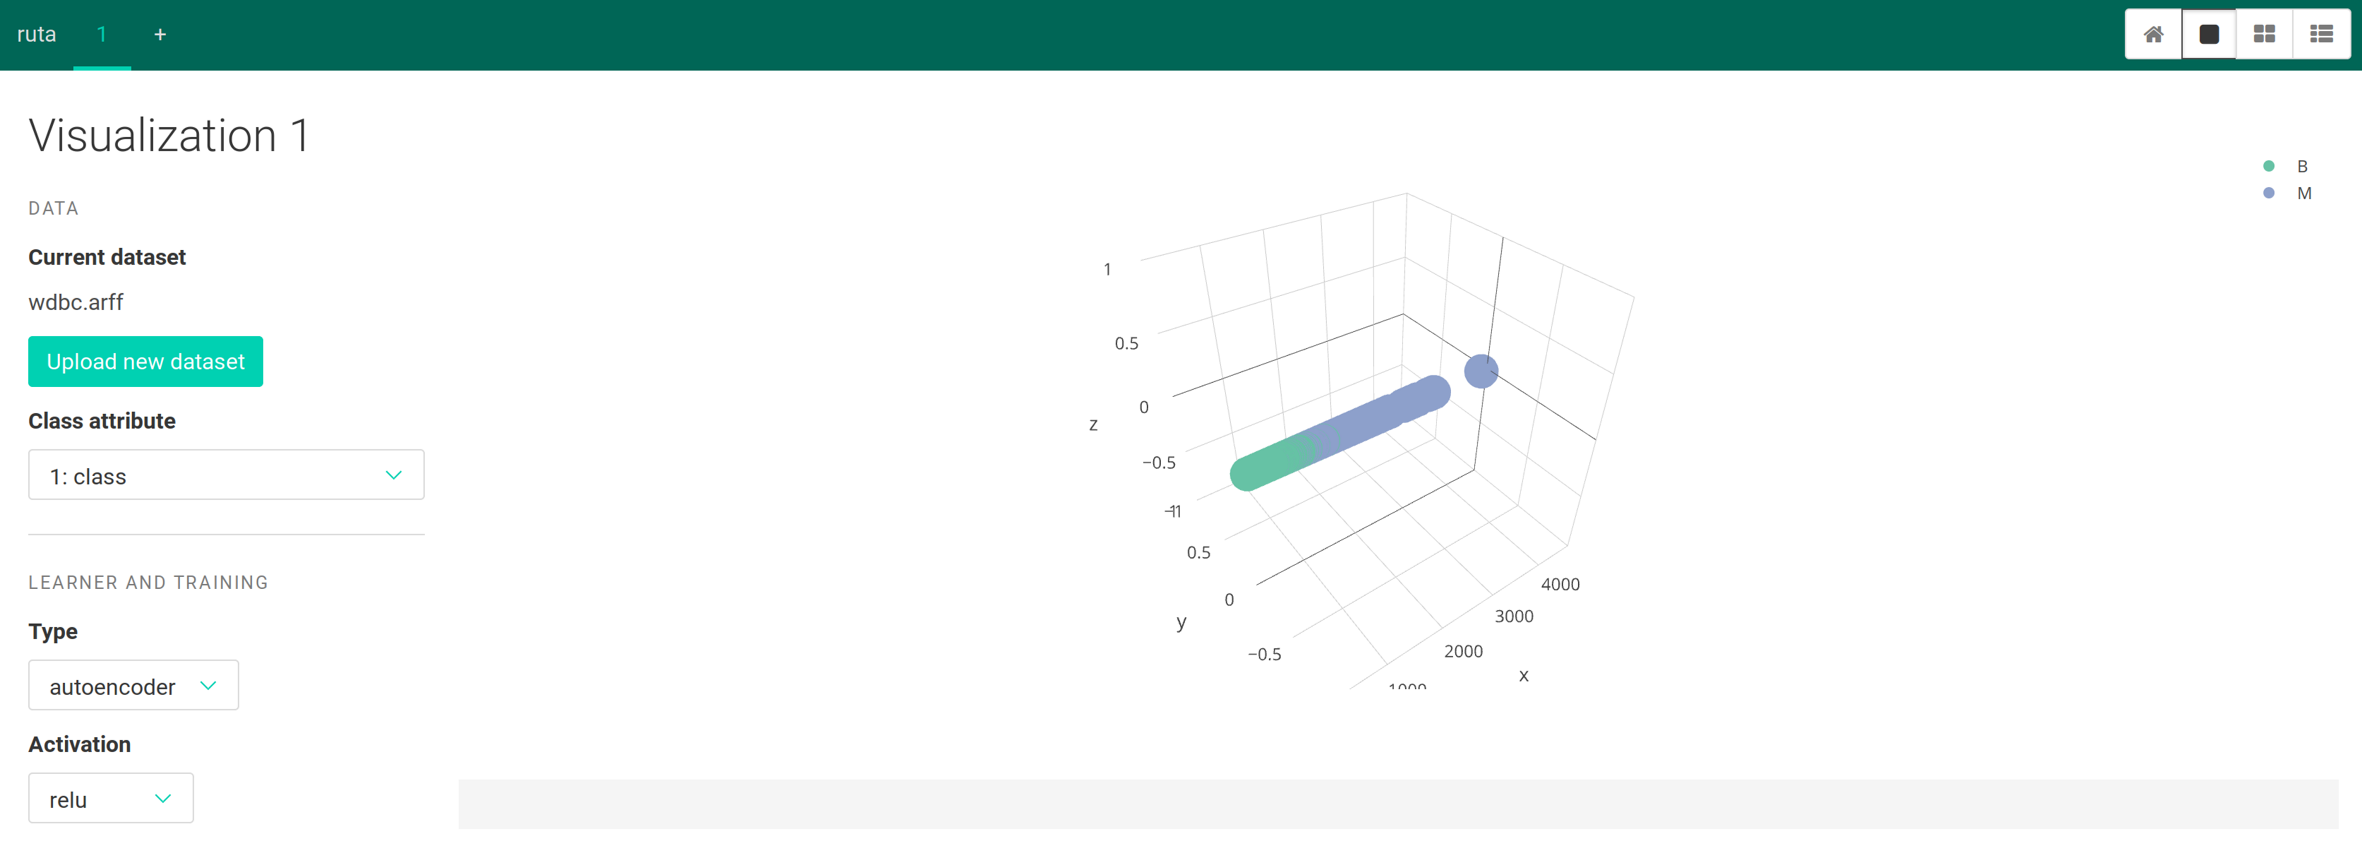 ruta 1 +
Visualization 1
DATA
Current dataset
wdbc.arff
Upload new dataset
Class attribute
1: class
LEARNER AND TRAINING
Type
autoencoder
Activation
relu
B
M
1
0.5
0
z
−0.5
−1
1
0.5
0
y
−0.5
4000
3000
2000
x
1000